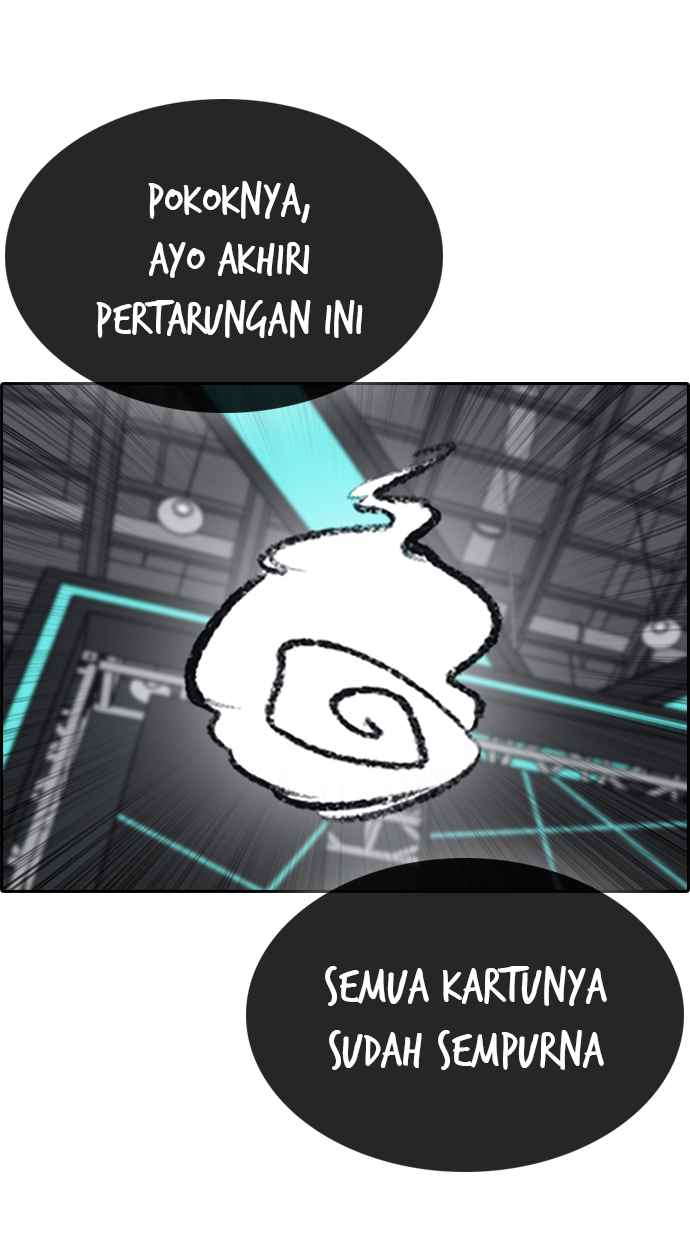 POKOKNYA,
AYO AKHIRI
PERTARUNGAN INI
SEMUA KARTUNYA
SUDAH SEMPURNA